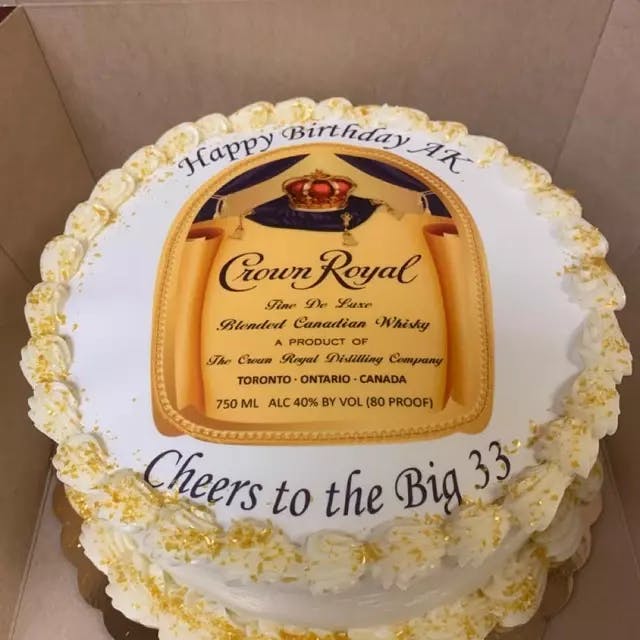 Happy Birthday AK
Crown Royal
Fine De Luxe
Blended Canadian Whisky
A PRODUCT OF
The Crown Royal Distilling Company
TORONTO · ONTARIO · CANADA
750 ML ALC 40% BY VOL (80 PROOF)
Cheers to the Big 33